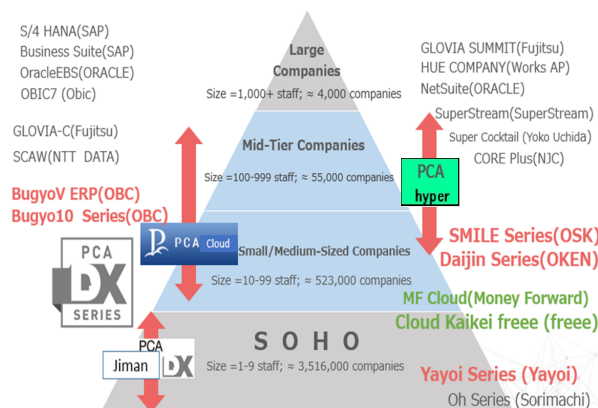 S/4 HANA(SAP)
Business Suite(SAP)
OracleEBS(ORACLE)
OBIC7 (Obic)
GLOVIA-C(Fujitsu)
SCAW(NTT DATA)
BugyoV ERP(OBC)
Bugyo10 Series(OBC)
PCA
DX
SERIES
PCA Cloud
PCA
Jiman
DX
Large
Companies
Size =1,000+ staff; ≈ 4,000 companies
Mid-Tier Companies
Size =100-999 staff; ≈ 55,000 companies
Small/Medium-Sized Companies
Size =10-99 staff; ≈ 523,000 companies
S O H O
Size =1-9 staff; ≈ 3,516,000 companies
GLOVIA SUMMIT(Fujitsu)
HUE COMPANY(Works AP)
NetSuite(ORACLE)
SuperStream(SuperStream)
Super Cocktail (Yoko Uchida)
CORE Plus(NJC)
PCA
hyper
SMILE Series(OSK)
Daijin Series(OKEN)
MF Cloud(Money Forward)
Cloud Kaikei freee (freee)
Yayoi Series (Yayoi)
Oh Series (Sorimachi)